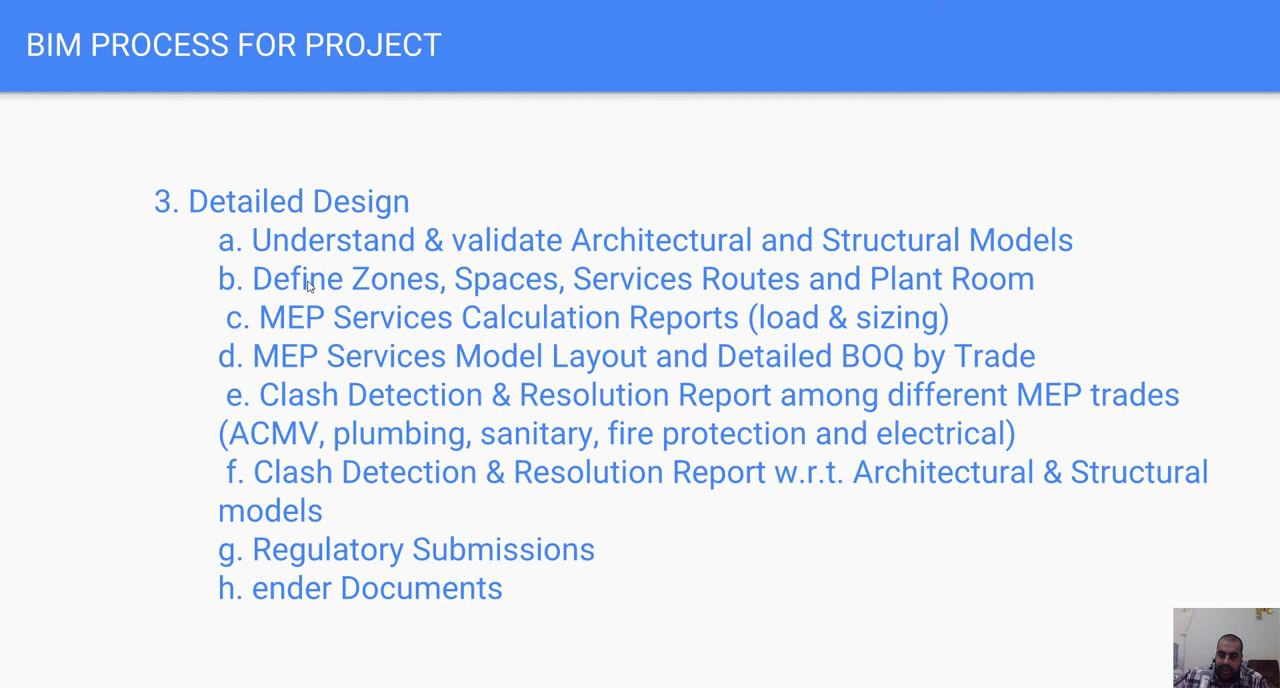 BIM PROCESS FOR PROJECT
3. Detailed Design
a. Understand & validate Architectural and Structural Models
b. Define Zones, Spaces, Services Routes and Plant Room
c. MEP Services Calculation Reports (load & sizing)
d. MEP Services Model Layout and Detailed BOQ by Trade
e. Clash Detection & Resolution Report among different MEP trades
(ACMV, plumbing, sanitary, fire protection and electrical)
f. Clash Detection & Resolution Report w.r.t. Architectural & Structural
models
g. Regulatory Submissions
h. ender Documents